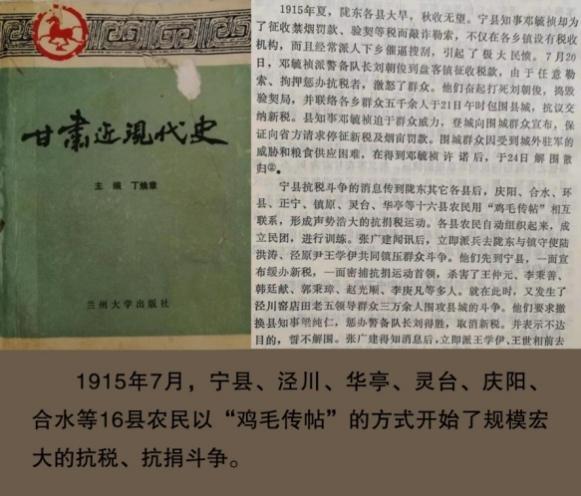 甘肃近现代史
主编 丁焕章
兰州大学出版社
1915年夏,陇东各县大旱,秋收无望。宁县知事邓毓桢却为
了征收禁烟罚款、验契等税而敲诈勒索,不仅在各乡镇设有税收
机构,而且经常派人下乡催逼搜刮,引起了极大民愤。7月20
日,邓毓桢派警备队长刘朝俊到盘客镇征收税款,由于任意勒
索、拘押惩办抗税者,激怒了群众。他们奋起打死刘朝俊,捣毁
验契局,并联络各乡群众五千余人于21日午时包围县城,抗议交
纳新税。县知事邓毓桢迫于群众威力,登城向围城群众宣布,保
证向省方请求停征新税及烟亩罚款。围城群众因受到城外驻军的
威胁和粮食供应困难,在得到邓毓桢许诺后,于24日解围散
归②。
宁县抗税斗争的消息传到陇东其它各县后,庆阳、合水、环
县、正宁、镇原、灵台、华亭等十六县农民用“鸡毛传帖”相互
联系,形成声势浩大的抗捐税运动。各县农民自动组织起来,成
立民团,进行训练。张广建闻讯后,立即派兵去陇东与镇守使陆
洪涛、泾原尹王学伊共同镇压群众斗争。他们先到宁县,一面宣
布缓办新税,一面密捕抗捐运动首领,杀害了王仲元、李秉善、
韩廷献、郭秉璋、赵光顺、李庚凡等多人。就在此时,又发生了
泾川窑店田老五领导群众三万余人围攻县城的斗争。他们要求撤
换县知事梁纯仁,惩办警备队长刘得胜,取消新税。并表示不达
目的,誓不解围。张广建得知消息后,立即派王学伊、王世相前去
1915年7月,宁县、泾川、华亭、灵台、庆阳、
合水等16县农民以“鸡毛传帖”的方式开始了规模宏
大的抗税、抗捐斗争。